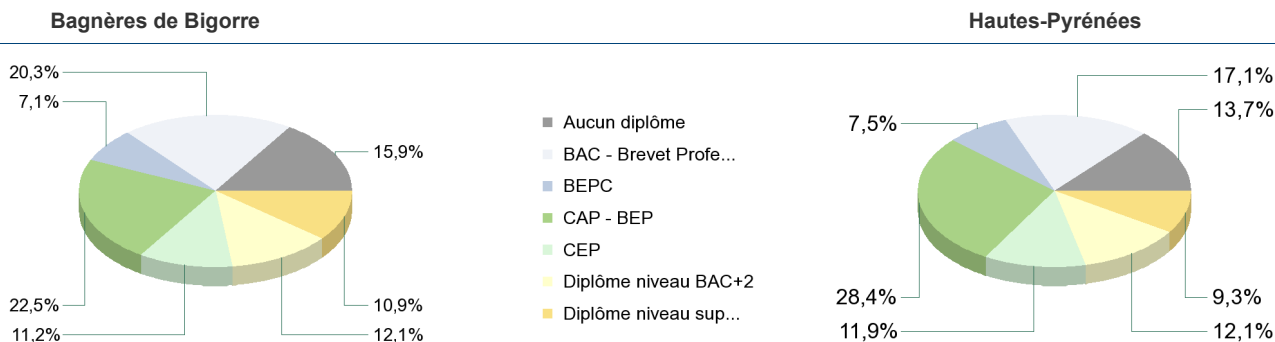 Bagnères de Bigorre
20,3%
7,1%
15,9%
22,5%
11,2%
10,9%
12,1%
Aucun diplôme
BAC - Brevet Profe...
BEPC
CAP - BEP
CEP
Diplôme niveau BAC+2
Diplôme niveau sup...
Hautes-Pyrénées
17,1%
13,7%
7,5%
28,4%
11,9%
9,3%
12,1%